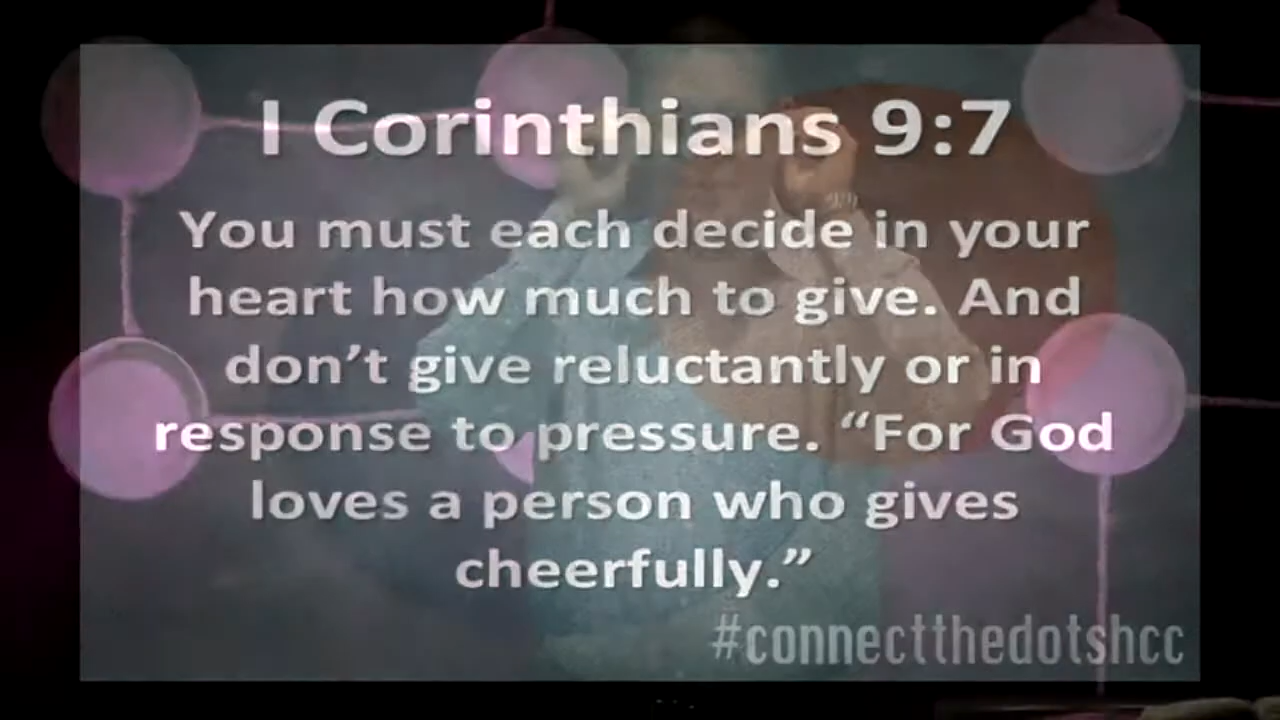 I Corinthians 9:7
You must each decide in your
heart how much to give. And
don’t give reluctantly or in
response to pressure. “For God
loves a person who gives
cheerfully.”
#connectthedotshcc